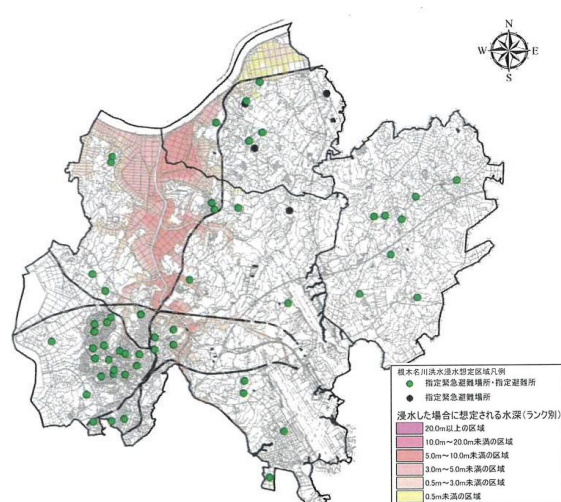 N
W E
S
根木名川洪水浸水想定区域凡例
指定緊急避難場所・指定避難所
指定緊急避難場所
浸水した場合に想定される水深(ランク別)
20.0m以上の区域
10.0m～20.0m未満の区域
5.0m～10.0m未満の区域
3.0m～5.0m未満の区域
0.5m～3.0m未満の区域
0.5m未満の区域